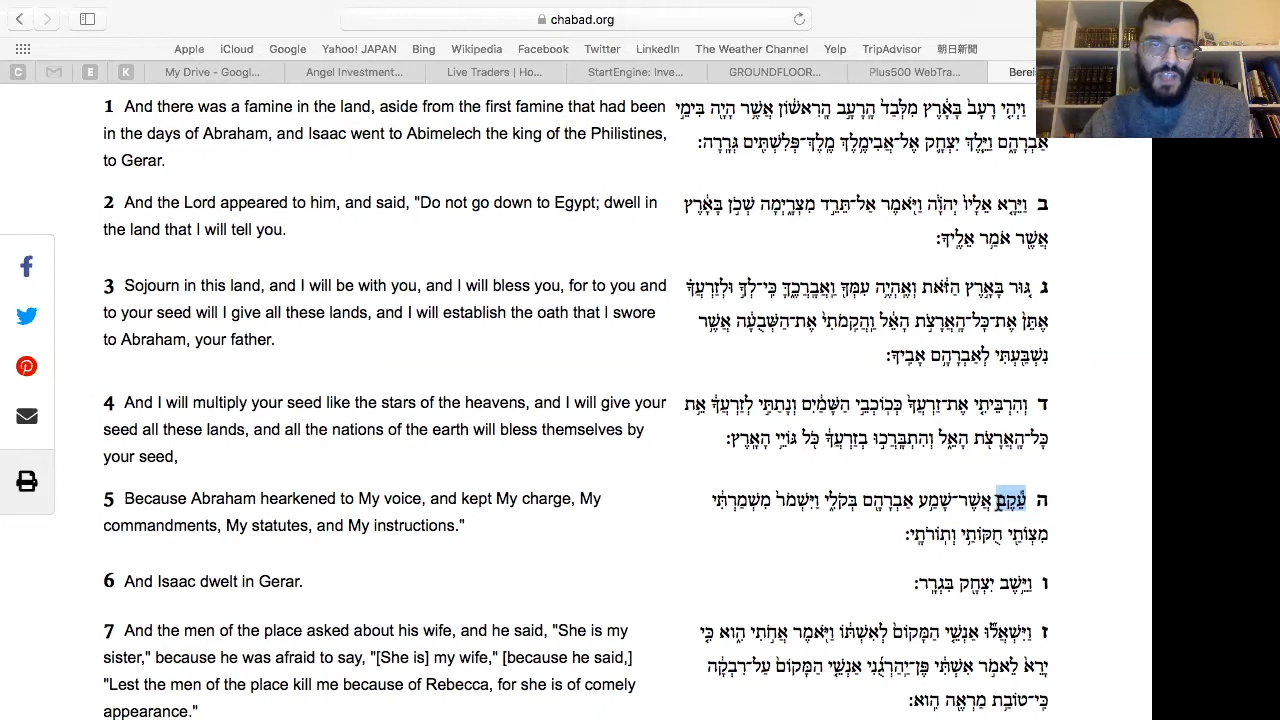 chabad.org
Apple iCloud Google Yahoo! JAPAN Bing Wikipedia Facebook Twitter LinkedIn The Weather Channel Yelp TripAdvisor 朝日新聞
C E K My Drive - Googl... Angel Investment... Live Traders | Ho... StartEngine: Inve... GROUNDFLOOR... Plus500 WebTra... Berei
1 And there was a famine in the land, aside from the first famine that had been
in the days of Abraham, and Isaac went to Abimelech the king of the Philistines,
to Gerar.
וַיְהִ֤י רָעָב֙ בָּאָ֔רֶץ מִלְּבַד֙ הָֽרָעָ֣ב הָֽרִאשׁ֔וֹן אֲשֶׁ֥ר הָיָ֖ה בִּימֵ֣י
אַבְרָהָ֑ם וַיֵּ֧לֶךְ יִצְחָ֛ק אֶל־אֲבִימֶ֥לֶךְ מֶֽלֶךְ־פְּלִשְׁתִּ֖ים גְּרָֽרָה:
2 And the Lord appeared to him, and said, "Do not go down to Egypt; dwell in
the land that I will tell you.
ב וַיֵּרָ֤א אֵלָיו֙ יְהֹוָ֔ה וַיֹּ֖אמֶר אַל־תֵּרֵ֣ד מִצְרָ֑יְמָה שְׁכֹ֣ן בָּאָ֔רֶץ
אֲשֶׁ֖ר אֹמַ֥ר אֵלֶֽיךָ:
3 Sojourn in this land, and I will be with you, and I will bless you, for to you and
to your seed will I give all these lands, and I will establish the oath that I swore
to Abraham, your father.
ג גּ֚וּר בָּאָ֣רֶץ הַזֹּ֔את וְאֶֽהְיֶ֥ה עִמְּךָ֖ וַאֲבָרְכֶ֑ךָּ כִּֽי־לְךָ֣ וּלְזַרְעֲךָ֗
אֶתֵּן֙ אֶת־כָּל־הָֽאֲרָצֹ֣ת הָאֵ֔ל וַהֲקִֽמֹתִי֙ אֶת־הַשְּׁבֻעָ֔ה אֲשֶׁ֥ר
נִשְׁבַּ֖עְתִּי לְאַבְרָהָ֥ם אָבִֽיךָ:
4 And I will multiply your seed like the stars of the heavens, and I will give your
seed all these lands, and all the nations of the earth will bless themselves by
your seed,
ד וְהִרְבֵּיתִ֤י אֶֽת־זַרְעֲךָ֙ כְּכֽוֹכְבֵ֣י הַשָּׁמַ֔יִם וְנָתַתִּ֣י לְזַרְעֲךָ֔ אֵ֥ת
כָּל־הָֽאֲרָצֹ֖ת הָאֵ֑ל וְהִתְבָּֽרְכ֣וּ בְזַרְעֲךָ֔ כֹּ֖ל גּוֹיֵ֥י הָאָֽרֶץ:
5 Because Abraham hearkened to My voice, and kept My charge, My
commandments, My statutes, and My instructions."
ה עֵ֕קֶב אֲשֶׁר־שָׁמַ֥ע אַבְרָהָ֖ם בְּקֹלִ֑י וַיִּשְׁמֹר֙ מִשְׁמַרְתִּ֔י
מִצְוֹתַ֖י חֻקּוֹתַ֥י וְתֽוֹרֹתָֽי:
6 And Isaac dwelt in Gerar.
ו וַיֵּ֥שֶׁב יִצְחָ֖ק בִּגְרָֽר:
7 And the men of the place asked about his wife, and he said, "She is my
sister," because he was afraid to say, "[She is] my wife," [because he said,]
"Lest the men of the place kill me because of Rebecca, for she is of comely
appearance."
ז וַֽיִּשְׁאֲל֞וּ אַנְשֵׁ֤י הַמָּקוֹם֙ לְאִשְׁתּ֔וֹ וַיֹּ֖אמֶר אֲחֹ֣תִי הִ֑וא כִּ֤י
יָרֵא֙ לֵאמֹ֣ר אִשְׁתִּ֔י פֶּן־יַֽהַרְגֻ֜נִי אַנְשֵׁ֤י הַמָּקוֹם֙ עַל־רִבְקָ֔ה
כִּֽי־טוֹבַ֥ת מַרְאֶ֖ה הִֽוא: